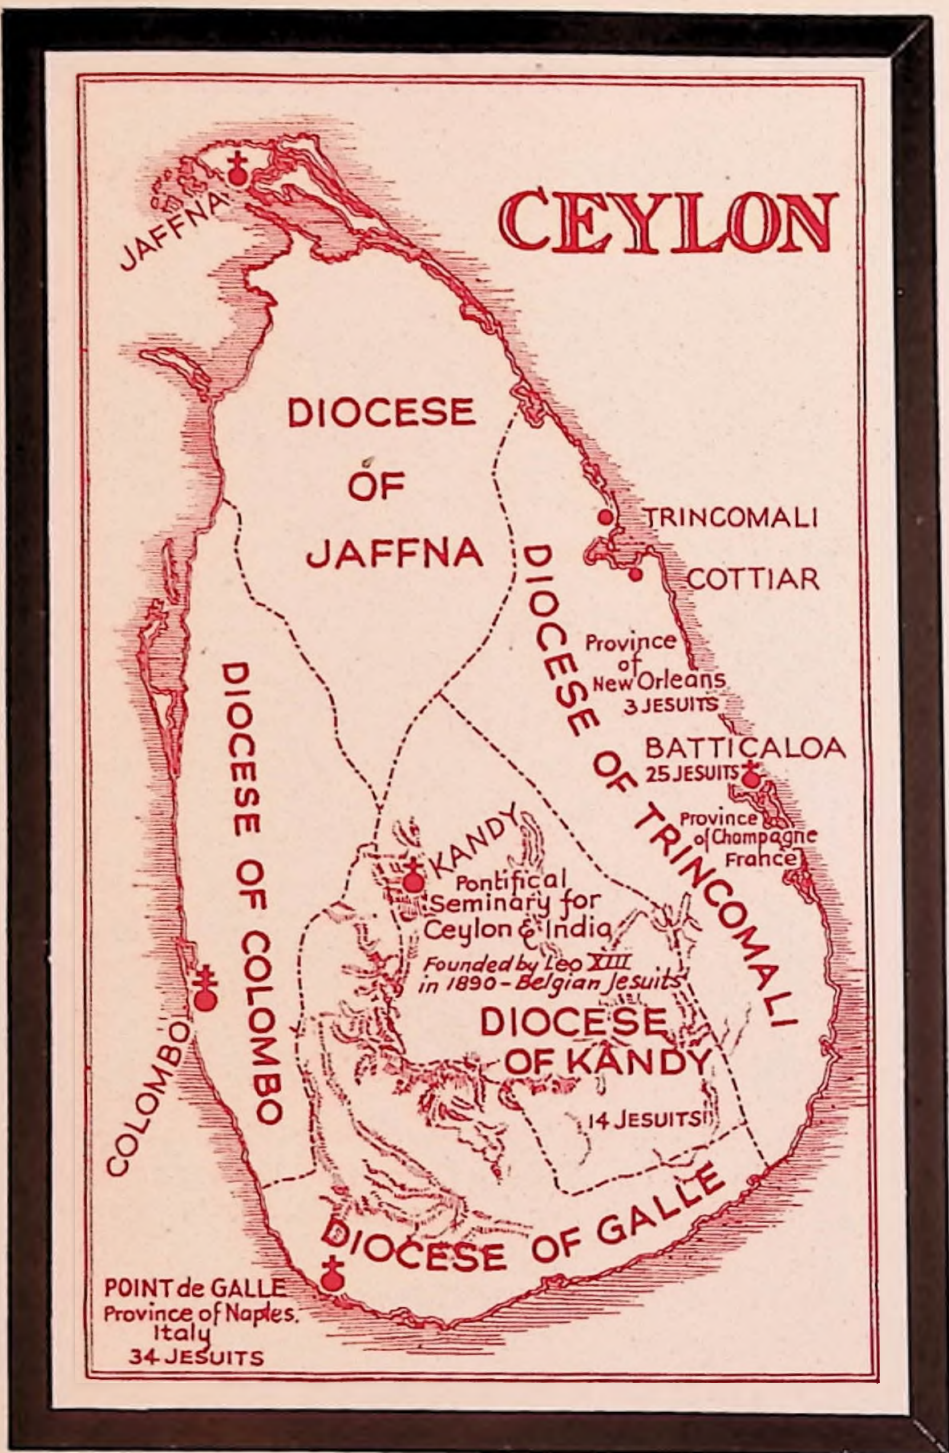 CEYLON
JAFFNA
DIOCESE
OF
JAFFNA
TRINCOMALI
COTTIAR
DIOCESE OF TRINCOMALI
Province
of
New Orleans
3 JESUITS
BATTICALOA
25 JESUITS
Province
of Champagne
France
DIOCESE OF COLOMBO
KANDY
Pontifical
Seminary for
Ceylon & India
Founded by Leo XIII
in 1890 - Belgian Jesuits
DIOCESE
OF KANDY
14 JESUITS
COLOMBO
DIOCESE OF GALLE
POINT de GALLE
Province of Naples.
Italy
34 JESUITS